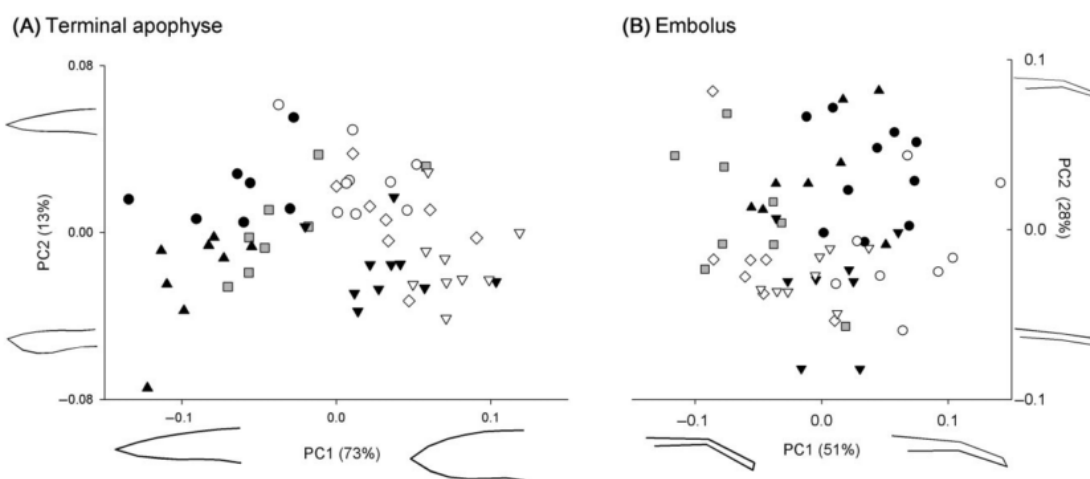 (A) Terminal apophyse
(B) Embolus
0.08
0.00
–0.08
PC2 (13%)
–0.1
0.0
0.1
PC1 (73%)
0.1
0.0
–0.1
PC2 (28%)
–0.1
0.0
0.1
PC1 (51%)